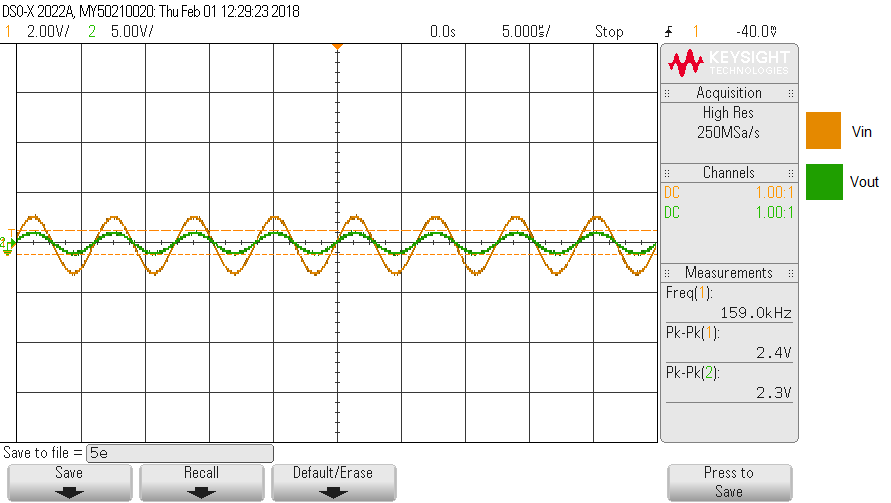 DSO-X 2022A, MY50210020: Thu Feb 01 12:29:23 2018
1 2.00V/ 2 5.00V/ 0.0s 5.000㎲/ Stop 1 -40.0㎷
KEYSIGHT
TECHNOLOGIES
Acquisition
High Res
250MSa/s
Vin
Vout
Channels
DC 1.00:1
DC 1.00:1
Measurements
Freq(1):
159.0kHz
Pk-Pk(1):
2.4V
Pk-Pk(2):
2.3V
Save to file = 5e
Save Recall Default/Erase Press to
Save